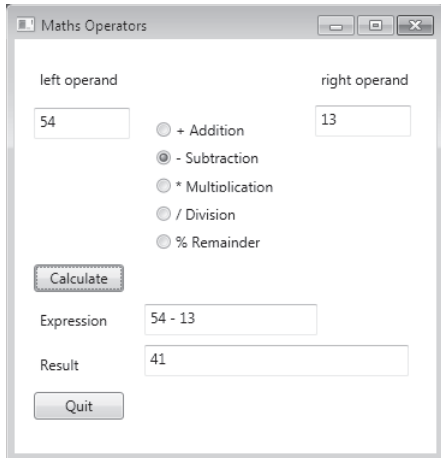 Maths Operators
left operand right operand
54 13
+ Addition
- Subtraction
* Multiplication
/ Division
% Remainder
Calculate
Expression 54 - 13
Result 41
Quit